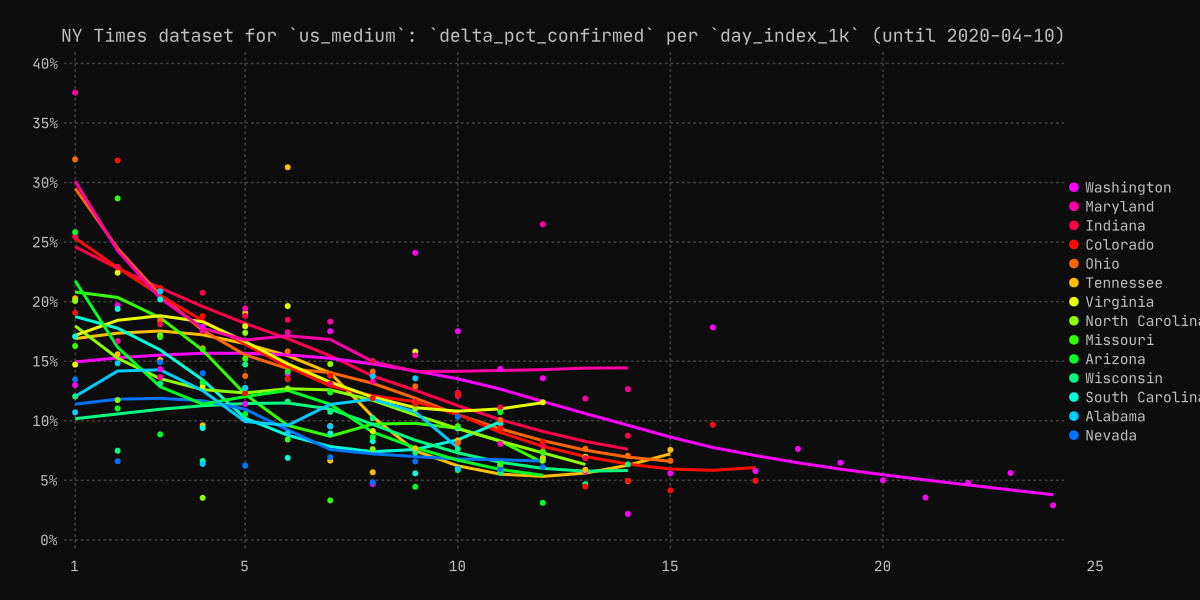 NY Times dataset for `us_medium`: `delta_pct_confirmed` per `day_index_1k` (until 2020-04-10)
40%
35%
30%
25%
20%
15%
10%
5%
0%
1 5 10 15 20 25
Washington
Maryland
Indiana
Colorado
Ohio
Tennessee
Virginia
North Carolina
Missouri
Arizona
Wisconsin
South Carolina
Alabama
Nevada